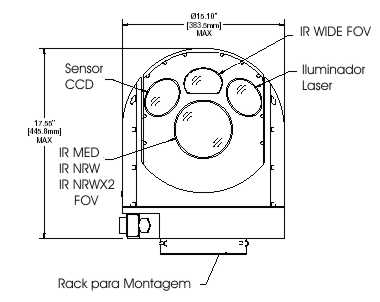 Ø15.10"
[383.5mm]
MAX
IR WIDE FOV
Sensor
CCD
Iluminador
Laser
17.55"
[445.8mm]
MAX
IR MED
IR NRW
IR NRWX2
FOV
Rack para Montagem